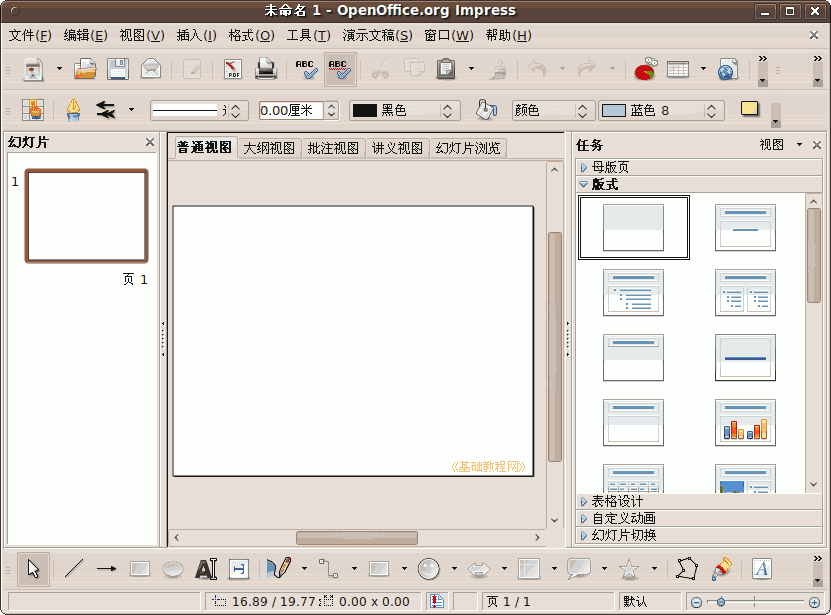 未命名 1 - OpenOffice.org Impress
文件(F) 编辑(E) 视图(V) 插入(I) 格式(O) 工具(T) 演示文稿(S) 窗口(W) 帮助(H)
PDF ABC ABC
0.00厘米 黑色 颜色 蓝色 8
幻灯片
普通视图 大纲视图 批注视图 讲义视图 幻灯片浏览
任务 视图
母版页
版式
1
页 1
《基础教程网》
表格设计
自定义动画
幻灯片切换
A T A
16.89 / 19.77 0.00 x 0.00 页 1 / 1 默认